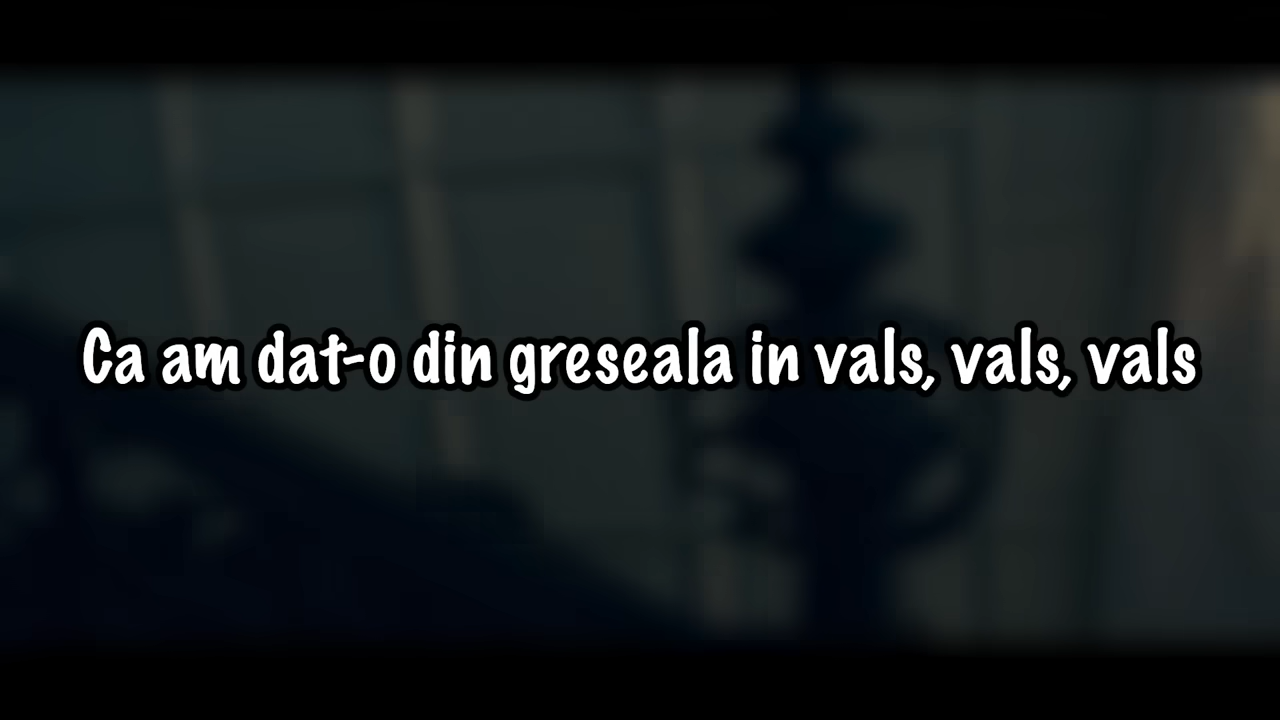 Ca am dat-o din greseala in vals, vals, vals